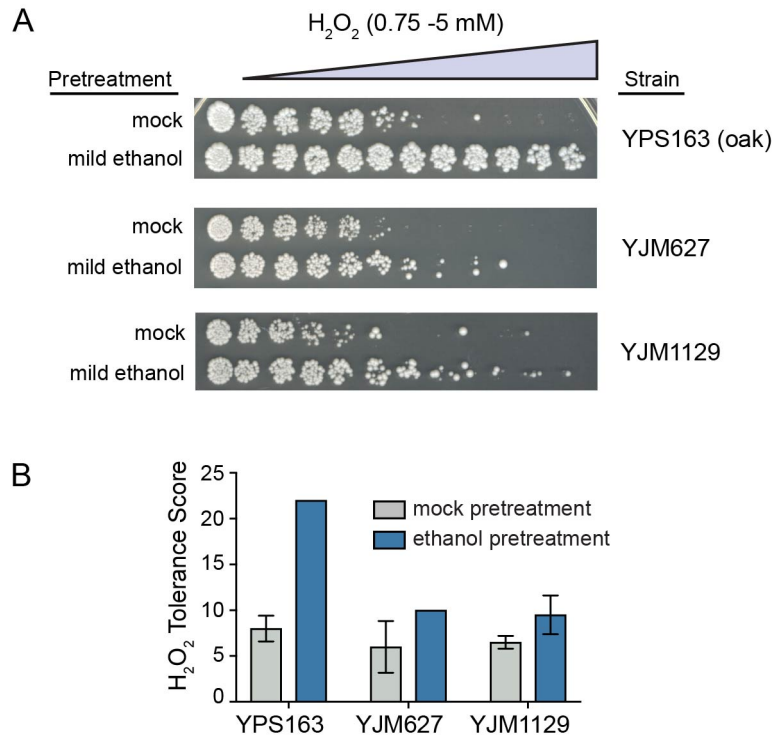 A
H₂O₂ (0.75 -5 mM)
Pretreatment
Strain
mock
mild ethanol
YPS163 (oak)
mock
mild ethanol
YJM627
mock
mild ethanol
YJM1129
B
H₂O₂ Tolerance Score
25
20
15
10
5
0
mock pretreatment
ethanol pretreatment
YPS163 YJM627 YJM1129